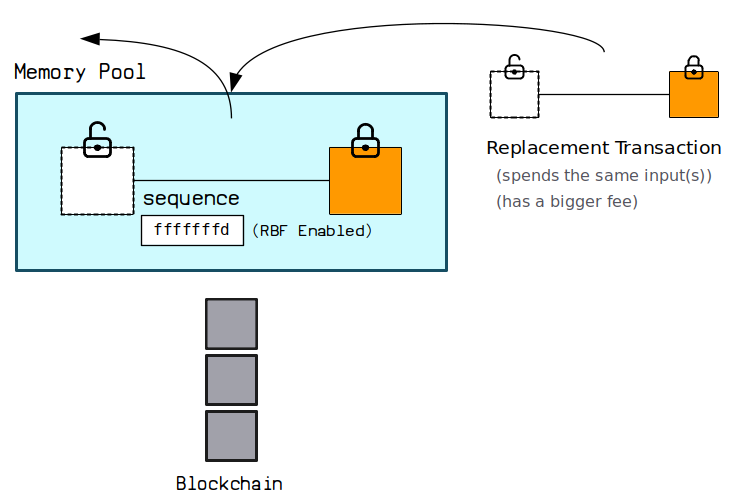 Memory Pool
sequence
fffffffd (RBF Enabled)
Replacement Transaction
(spends the same input(s))
(has a bigger fee)
Blockchain